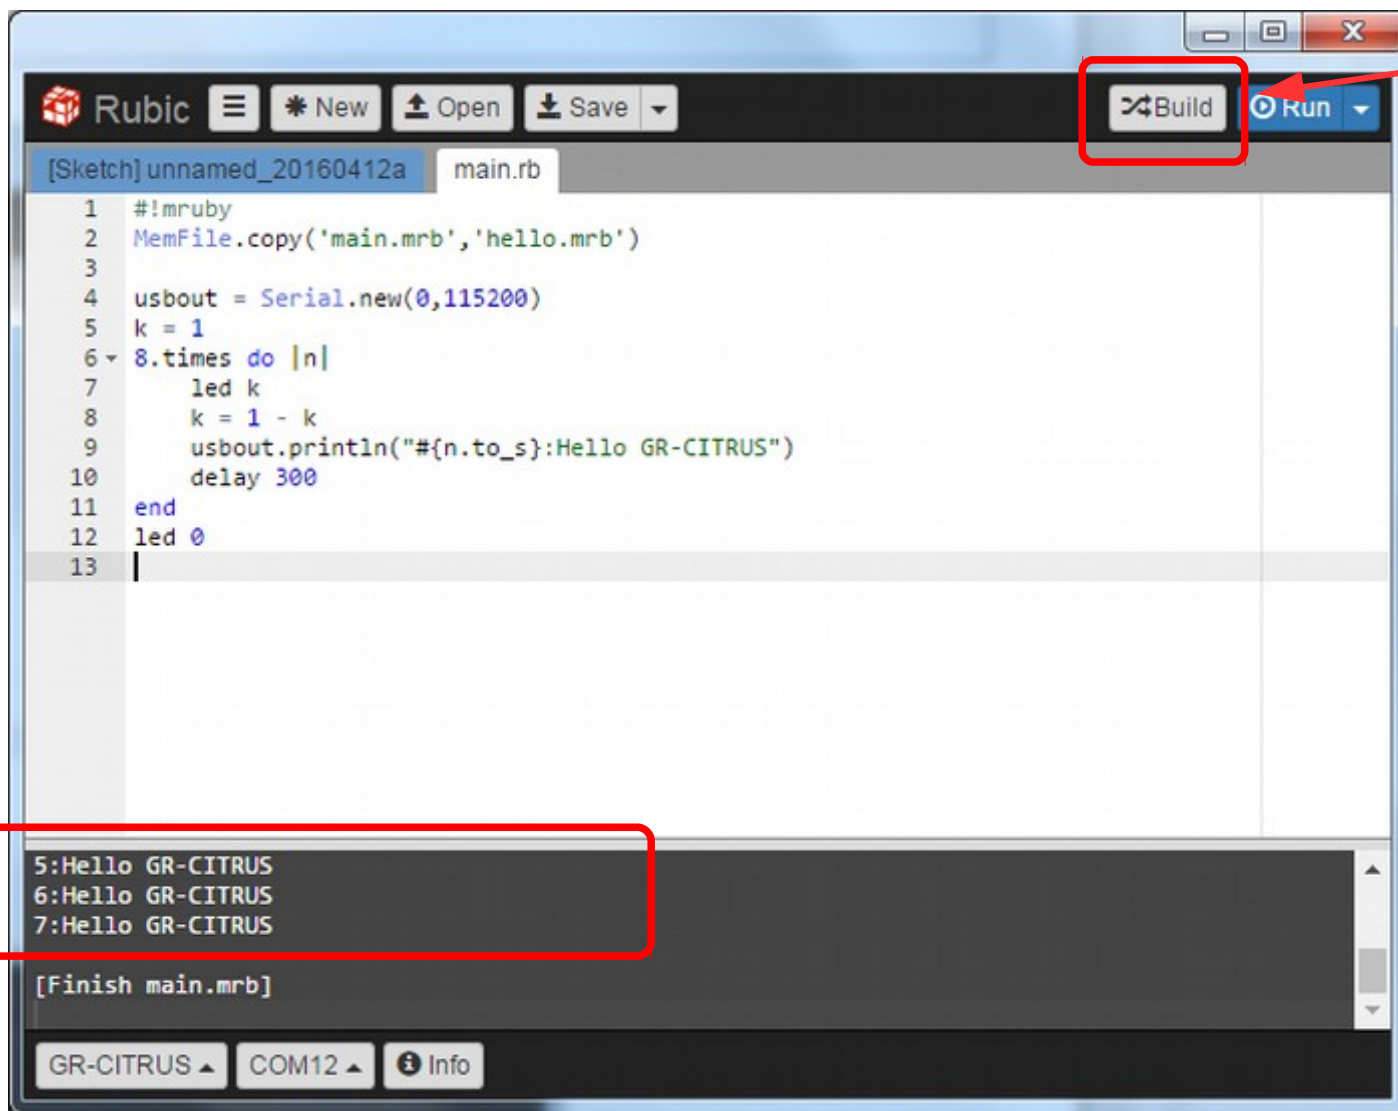 Rubic New Open Save Build Run
[Sketch] unnamed_20160412a main.rb
1 #!mruby
2 MemFile.copy('main.mrb','hello.mrb')
3
4 usbout = Serial.new(0,115200)
5 k = 1
6 8.times do |n|
7 led k
8 k = 1 - k
9 usbout.println("#{n.to_s}:Hello GR-CITRUS")
10 delay 300
11 end
12 led 0
13
5:Hello GR-CITRUS
6:Hello GR-CITRUS
7:Hello GR-CITRUS
[Finish main.mrb]
GR-CITRUS COM12 Info